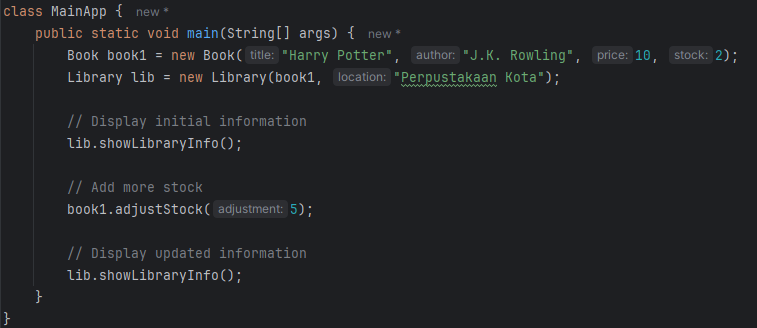 class MainApp {  new *
    public static void main(String[] args) {  new *
        Book book1 = new Book( title: "Harry Potter",  author: "J.K. Rowling",  price: 10,  stock: 2);
        Library lib = new Library(book1,  location: "Perpustakaan Kota");

        // Display initial information
        lib.showLibraryInfo();

        // Add more stock
        book1.adjustStock( adjustment: 5);

        // Display updated information
        lib.showLibraryInfo();
    }
}